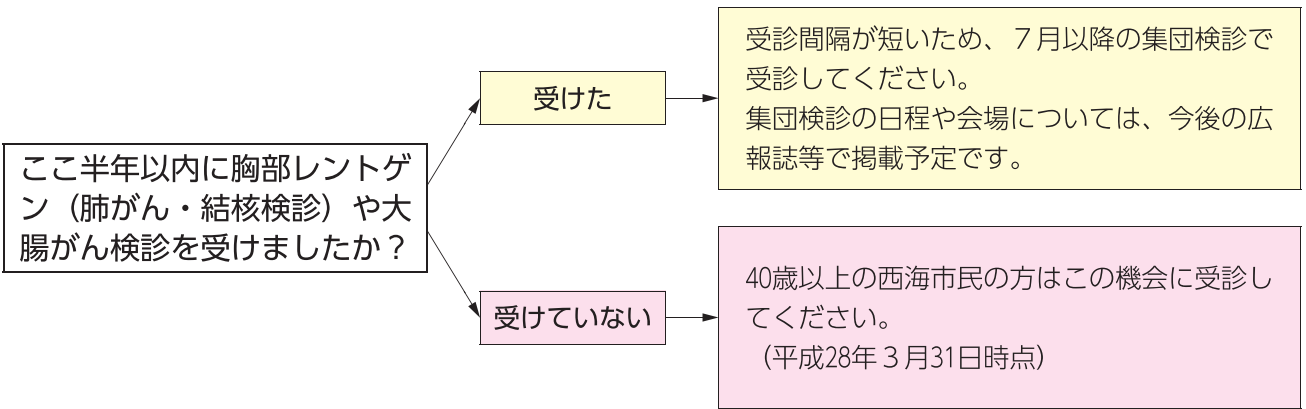 ここ半年以内に胸部レントゲ
ン（肺がん・結核検診）や大
腸がん検診を受けましたか？
受けた
受診間隔が短いため、７月以降の集団検診で
受診してください。
集団検診の日程や会場については、今後の広
報誌等で掲載予定です。
受けていない
40歳以上の西海市民の方はこの機会に受診し
てください。
（平成28年３月31日時点）